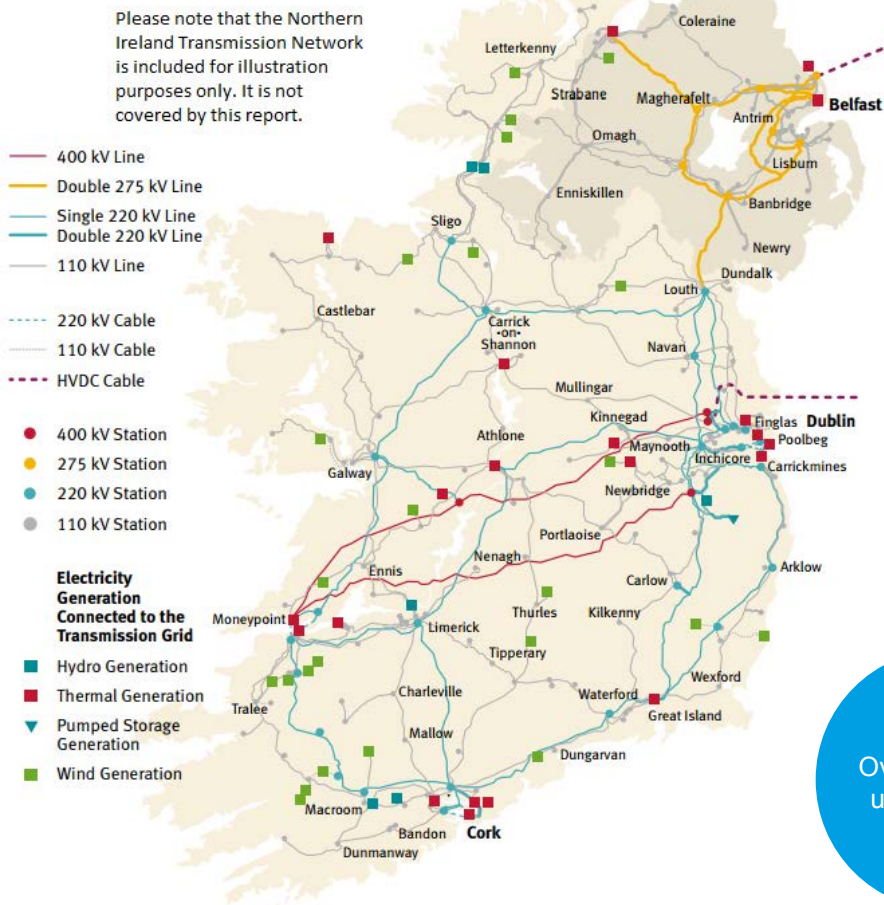 Please note that the Northern
Ireland Transmission Network
is included for illustration
purposes only. It is not
covered by this report.
400 kV Line
Double 275 kV Line
Single 220 kV Line
Double 220 kV Line
110 kV Line
220 kV Cable
110 kV Cable
HVDC Cable
400 kV Station
275 kV Station
220 kV Station
110 kV Station
Electricity
Generation
Connected to the
Transmission Grid
Hydro Generation
Thermal Generation
Pumped Storage
Generation
Wind Generation
Coleraine
Letterkenny
Strabane
Magherafelt
Belfast
Antrim
Omagh
Lisburn
Enniskillen
Banbridge
Sligo
Newry
Dundalk
Louth
Castlebar
Carrick
-on-
Shannon
Navan
Mullingar
Kinnegad
Finglas
Dublin
Athlone
Maynooth
Poolbeg
Inchicore
Galway
Carrickmines
Newbridge
Portlaoise
Nenagh
Ennis
Arklow
Carlow
Moneypoint
Thurles
Kilkenny
Limerick
Tipperary
Wexford
Charleville
Waterford
Tralee
Great Island
Mallow
Dungarvan
Macroom
Bandon
Cork
Dunmanway